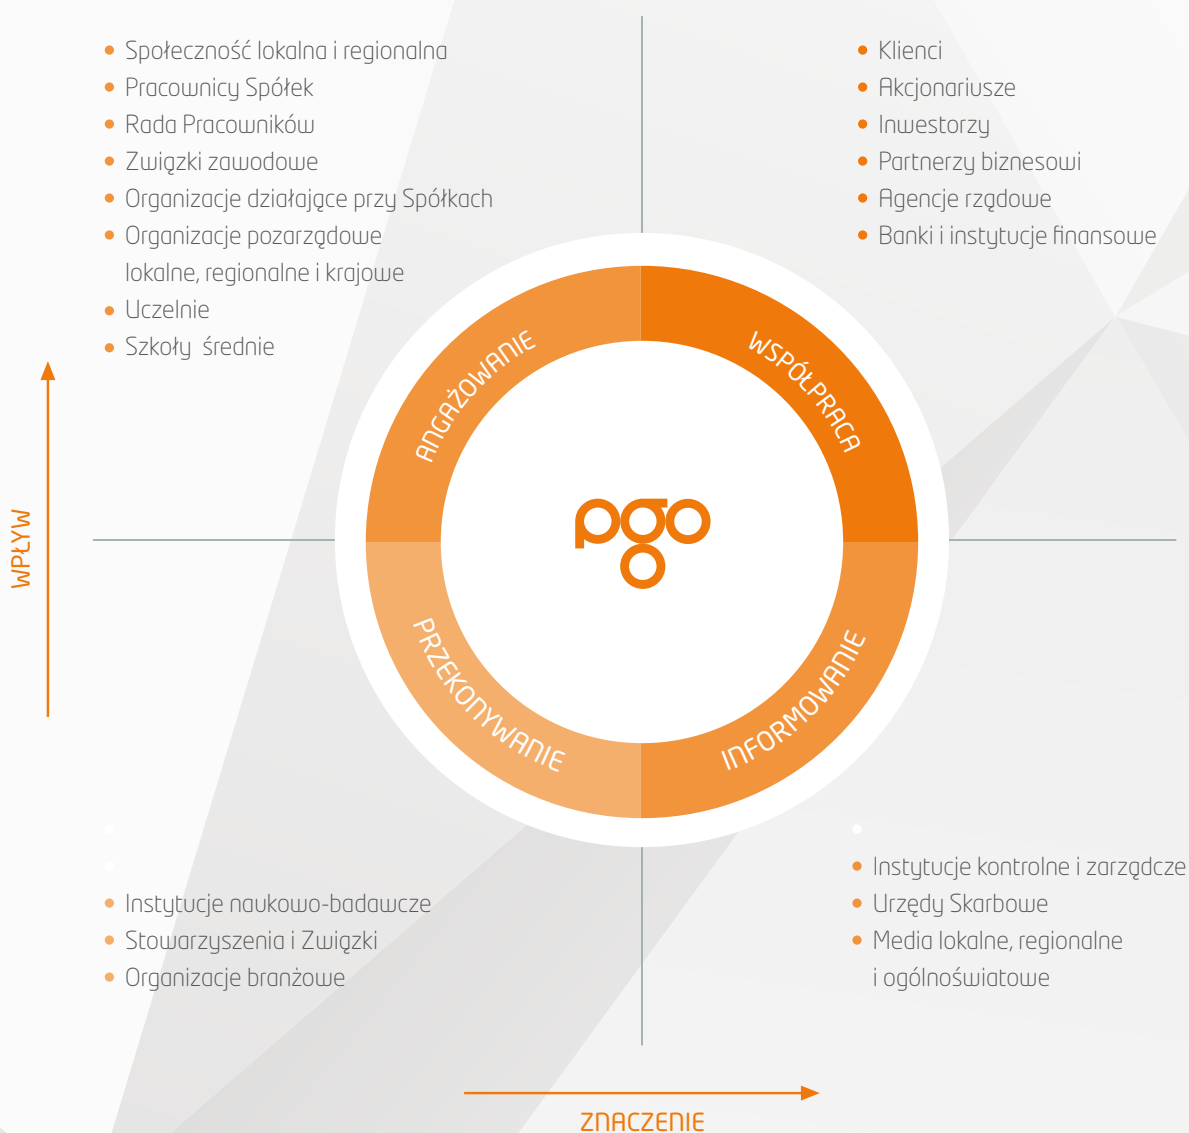 Społeczność lokalna i regionalna
Pracownicy Spółek
Rada Pracowników
Związki zawodowe
Organizacje działające przy Spółkach
Organizacje pozarządowe
lokalne, regionalne i krajowe
Uczelnie
Szkoły średnie
Klienci
Akcjonariusze
Inwestorzy
Partnerzy biznesowi
Agencje rządowe
Banki i instytucje finansowe
ANGAŻOWANIE
WSPÓŁPRACA
WPŁYW
pgo
PRZEKONYWANIE
INFORMOWANIE
Instytucje naukowo-badawcze
Stowarzyszenia i Związki
Organizacje branżowe
Instytucje kontrolne i zarządcze
Urzędy Skarbowe
Media lokalne, regionalne
i ogólnoświatowe
ZNACZENIE